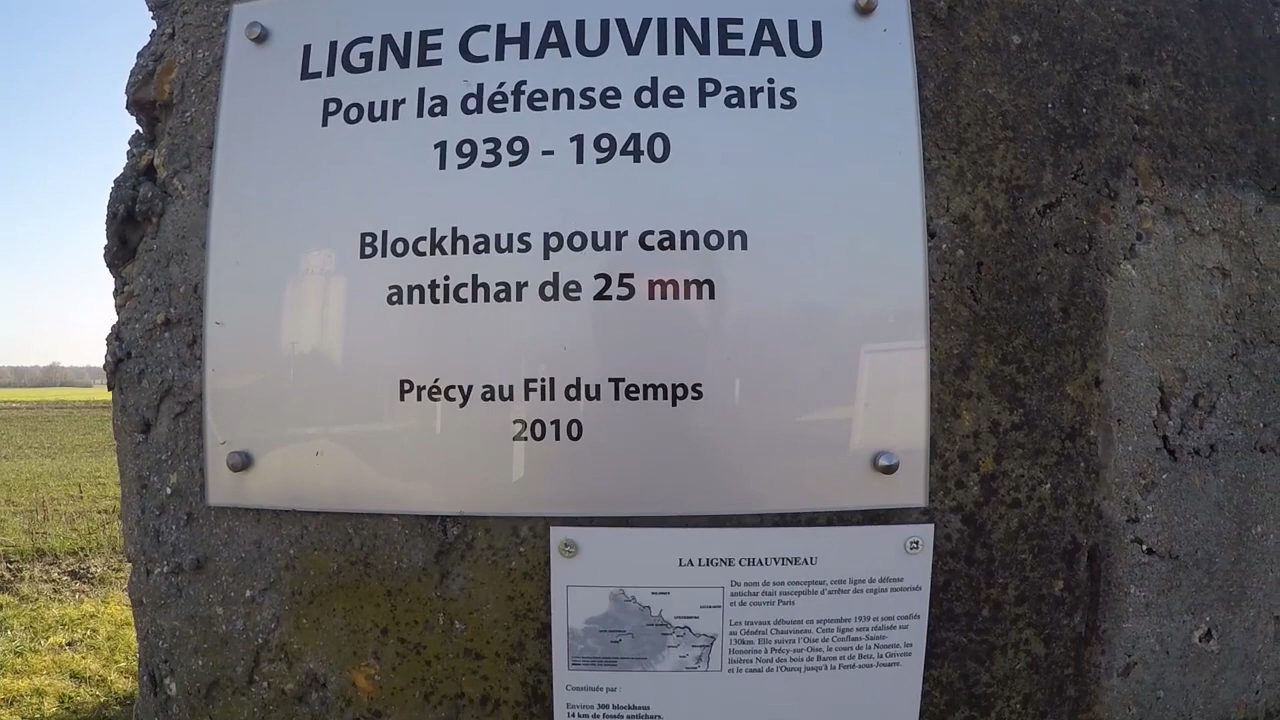 LIGNE CHAUVINEAU
Pour la défense de Paris
1939 - 1940
Blockhaus pour canon
antichar de 25 mm
Précy au Fil du Temps
2010
LA LIGNE CHAUVINEAU
Du nom de son concepteur, cette ligne de défense
antichar était susceptible d'arrêter des engins motorisés
et de couvrir Paris
Les travaux débutent en septembre 1939 et sont confiés
au Général Chauvineau. Cette ligne sera réalisée sur
130km. Elle suivra l'Oise de Conflans-Sainte-
Honorine à Précy-sur-Oise, le cours de la Nonette, les
lisières Nord des bois de Baron et de Betz, la Grivette
et le canal de l'Ourcq jusqu'à la Ferté-sous-Jouarre.
Constituée par :
Environ 300 blockhaus
14 km de fossés antichars.